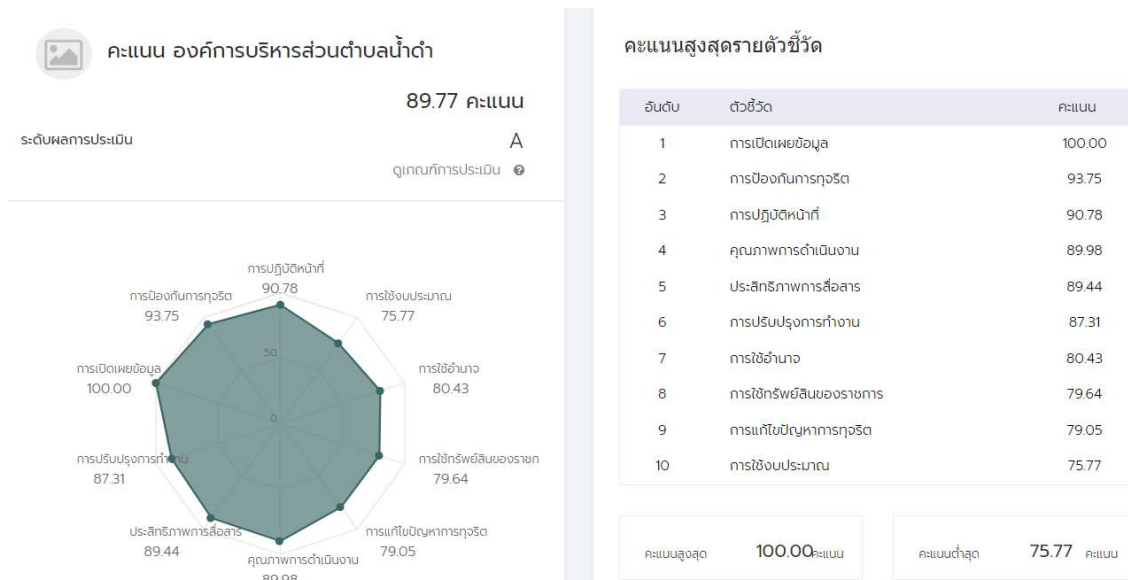 คะแนน องค์การบริหารส่วนตำบลน้ำดำ
89.77 คะแนน
ระดับผลการประเมิน A
ดูเกณฑ์การประเมิน
การปฏิบัติหน้าที่
90.78
การป้องกันการทุจริต
93.75
การใช้งบประมาณ
75.77
50
การเปิดเผยข้อมูล
100.00
การใช้อำนาจ
80.43
0
การปรับปรุงการทำงาน
87.31
การใช้ทรัพย์สินของราชก
79.64
ประสิทธิภาพการสื่อสาร
89.44
การแก้ไขปัญหาการทุจริต
79.05
คุณภาพการดำเนินงาน
89.98
คะแนนสูงสุดรายตัวชี้วัด
อันดับ ตัวชี้วัด คะแนน
1 การเปิดเผยข้อมูล 100.00
2 การป้องกันการทุจริต 93.75
3 การปฏิบัติหน้าที่ 90.78
4 คุณภาพการดำเนินงาน 89.98
5 ประสิทธิภาพการสื่อสาร 89.44
6 การปรับปรุงการทำงาน 87.31
7 การใช้อำนาจ 80.43
8 การใช้ทรัพย์สินของราชการ 79.64
9 การแก้ไขปัญหาการทุจริต 79.05
10 การใช้งบประมาณ 75.77
คะแนนสูงสุด 100.00 คะแนน
คะแนนต่ำสุด 75.77 คะแนน